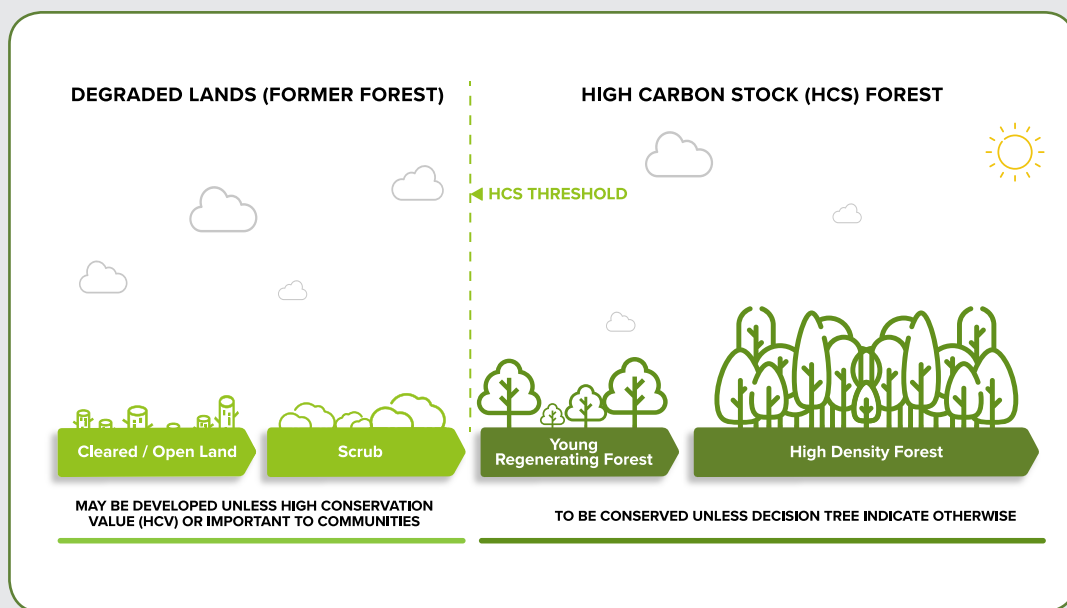 DEGRADED LANDS (FORMER FOREST)
HIGH CARBON STOCK (HCS) FOREST
HCS THRESHOLD
Cleared / Open Land
Scrub
Young
Regenerating Forest
High Density Forest
MAY BE DEVELOPED UNLESS HIGH CONSERVATION
VALUE (HCV) OR IMPORTANT TO COMMUNITIES
TO BE CONSERVED UNLESS DECISION TREE INDICATE OTHERWISE